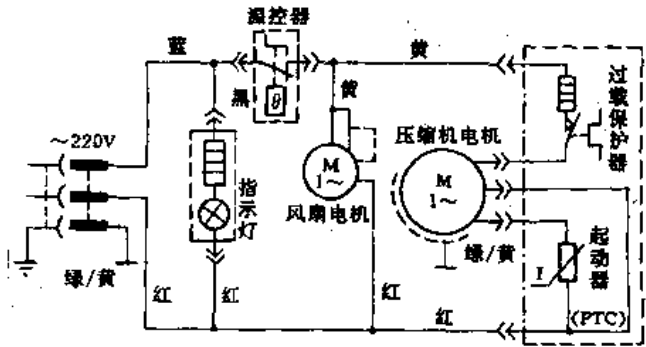 温控器
蓝
黄
黑
θ
黄
过载保护器
~220V
压缩机电机
M
1~
M
1~
指示灯
风扇电机
绿/黄
绿/黄
起动器
I
红
红
红
红
(PTC)